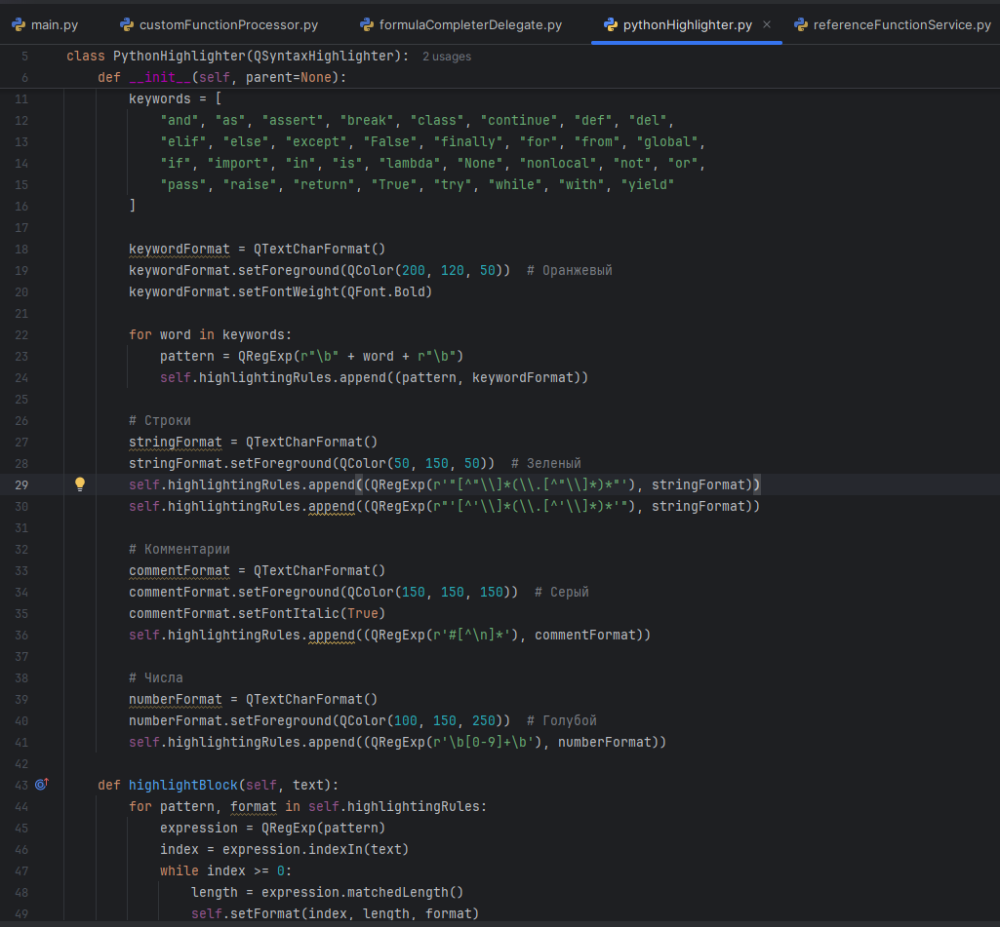 main.py customFunctionProcessor.py formulaCompleterDelegate.py pythonHighlighter.py × referenceFunctionService.py
5 class PythonHighlighter(QSyntaxHighlighter): 2 usages
6 def __init__(self, parent=None):
11 keywords = [
12 "and", "as", "assert", "break", "class", "continue", "def", "del",
13 "elif", "else", "except", "False", "finally", "for", "from", "global",
14 "if", "import", "in", "is", "lambda", "None", "nonlocal", "not", "or",
15 "pass", "raise", "return", "True", "try", "while", "with", "yield"
16 ]
17
18 keywordFormat = QTextCharFormat()
19 keywordFormat.setForeground(QColor(200, 120, 50)) # Оранжевый
20 keywordFormat.setFontWeight(QFont.Bold)
21
22 for word in keywords:
23 pattern = QRegExp(r"\b" + word + r"\b")
24 self.highlightingRules.append((pattern, keywordFormat))
25
26 # Строки
27 stringFormat = QTextCharFormat()
28 stringFormat.setForeground(QColor(50, 150, 50)) # Зеленый
29 self.highlightingRules.append((QRegExp(r'"[^"\\]*(\\.[^"\\]*)*"'), stringFormat))
30 self.highlightingRules.append((QRegExp(r"'[^'\\]*(\\.[^'\\]*)*'"), stringFormat))
31
32 # Комментарии
33 commentFormat = QTextCharFormat()
34 commentFormat.setForeground(QColor(150, 150, 150)) # Серый
35 commentFormat.setFontItalic(True)
36 self.highlightingRules.append((QRegExp(r'#[^\n]*'), commentFormat))
37
38 # Числа
39 numberFormat = QTextCharFormat()
40 numberFormat.setForeground(QColor(100, 150, 250)) # Голубой
41 self.highlightingRules.append((QRegExp(r'\b[0-9]+\b'), numberFormat))
42
43 def highlightBlock(self, text):
44 for pattern, format in self.highlightingRules:
45 expression = QRegExp(pattern)
46 index = expression.indexIn(text)
47 while index >= 0:
48 length = expression.matchedLength()
49 self.setFormat(index, length, format)